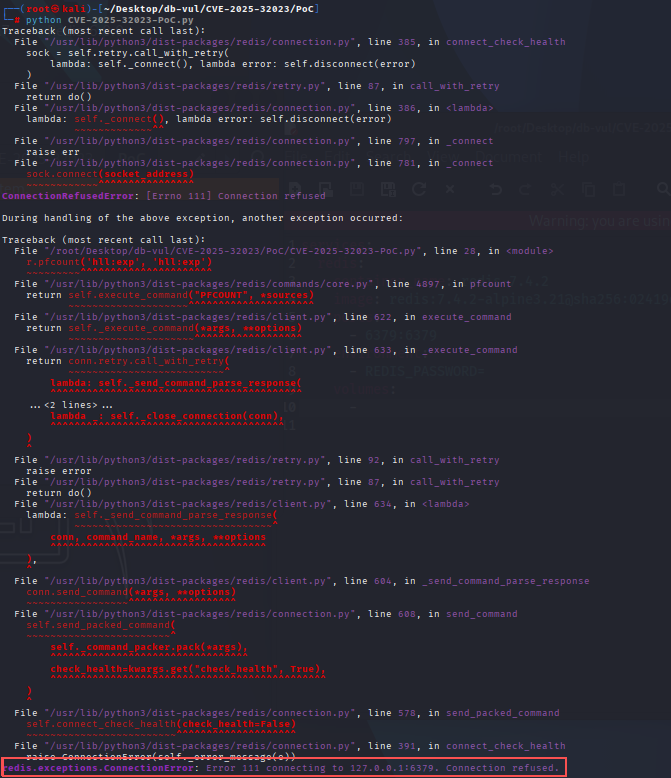 (root㉿kali)-[~/Desktop/db-vul/CVE-2025-32023/PoC]
# python CVE-2025-32023-PoC.py
Traceback (most recent call last):
File "/usr/lib/python3/dist-packages/redis/connection.py", line 385, in connect_check_health
sock = self.retry.call_with_retry(
lambda: self._connect(), lambda error: self.disconnect(error)
)
File "/usr/lib/python3/dist-packages/redis/retry.py", line 87, in call_with_retry
return do()
File "/usr/lib/python3/dist-packages/redis/connection.py", line 386, in <lambda>
lambda: self._connect(), lambda error: self.disconnect(error)
~~~~~~~~~~~~~^^
File "/usr/lib/python3/dist-packages/redis/connection.py", line 797, in _connect
raise err
File "/usr/lib/python3/dist-packages/redis/connection.py", line 781, in _connect
sock.connect(socket_address)
~~~~~~~~~~~~^^^^^^^^^^^^^^^^
ConnectionRefusedError: [Errno 111] Connection refused
During handling of the above exception, another exception occurred:
Traceback (most recent call last):
File "/root/Desktop/db-vul/CVE-2025-32023/PoC/CVE-2025-32023-PoC.py", line 28, in <module>
r.pfcount('hll:exp', 'hll:exp')
~~~~~~~~~^^^^^^^^^^^^^^^^^^^^^^
File "/usr/lib/python3/dist-packages/redis/commands/core.py", line 4897, in pfcount
return self.execute_command("PFCOUNT", *sources)
~~~~~~~~~~~~~~~~~~~~^^^^^^^^^^^^^^^^^^^^^
File "/usr/lib/python3/dist-packages/redis/client.py", line 622, in execute_command
return self._execute_command(*args, **options)
~~~~~~~~~~~~~~~~~~~~~^^^^^^^^^^^^^^^^^^
File "/usr/lib/python3/dist-packages/redis/client.py", line 633, in _execute_command
return conn.retry.call_with_retry(
~~~~~~~~~~~~~~~~~~~~~~~~~~^
lambda: self._send_command_parse_response(
^^^^^^^^^^^^^^^^^^^^^^^^^^^^^^^^^^^^^^^^^^
...<2 lines>...
lambda _: self._close_connection(conn),
^^^^^^^^^^^^^^^^^^^^^^^^^^^^^^^^^^^^^^^
)
^
File "/usr/lib/python3/dist-packages/redis/retry.py", line 92, in call_with_retry
raise error
File "/usr/lib/python3/dist-packages/redis/retry.py", line 87, in call_with_retry
return do()
File "/usr/lib/python3/dist-packages/redis/client.py", line 634, in <lambda>
lambda: self._send_command_parse_response(
~~~~~~~~~~~~~~~~~~~~~~~~~~~~~~~~~^
conn, command_name, *args, **options
^^^^^^^^^^^^^^^^^^^^^^^^^^^^^^^^^^^^
),
^
File "/usr/lib/python3/dist-packages/redis/client.py", line 604, in _send_command_parse_response
conn.send_command(*args, **options)
~~~~~~~~~~~~~~~~~^^^^^^^^^^^^^^^^^^
File "/usr/lib/python3/dist-packages/redis/connection.py", line 608, in send_command
self.send_packed_command(
~~~~~~~~~~~~~~~~~~~~~~~~^
self._command_packer.pack(*args),
^^^^^^^^^^^^^^^^^^^^^^^^^^^^^^^^^
check_health=kwargs.get("check_health", True),
^^^^^^^^^^^^^^^^^^^^^^^^^^^^^^^^^^^^^^^^^^^^^^
)
^
File "/usr/lib/python3/dist-packages/redis/connection.py", line 578, in send_packed_command
self.connect_check_health(check_health=False)
~~~~~~~~~~~~~~~~~~~~~~~~~^^^^^^^^^^^^^^^^^^^^
File "/usr/lib/python3/dist-packages/redis/connection.py", line 391, in connect_check_health
raise ConnectionError(self._error_message(e))
redis.exceptions.ConnectionError: Error 111 connecting to 127.0.0.1:6379. Connection refused.